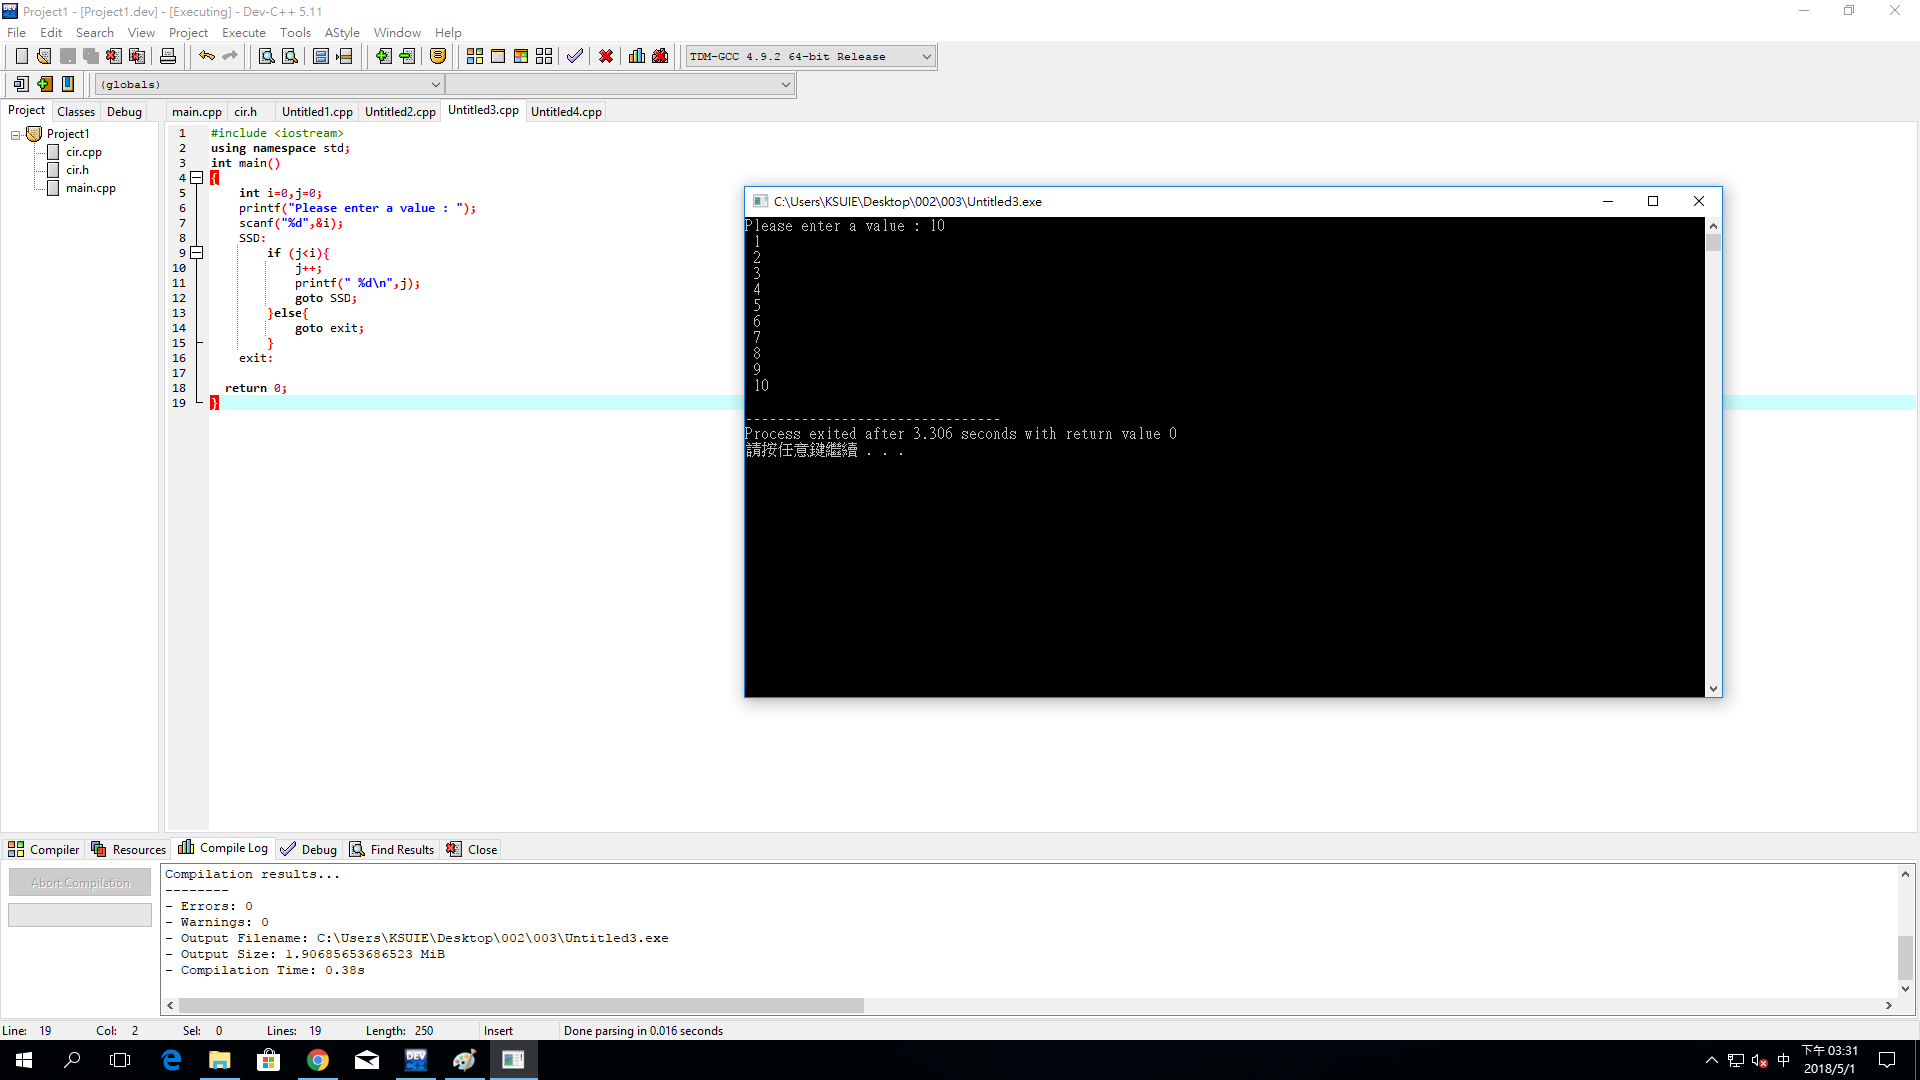 Project1 - [Project1.dev] - [Executing] - Dev-C++ 5.11
File Edit Search View Project Execute Tools AStyle Window Help
TDM-GCC 4.9.2 64-bit Release
(globals)
Project Classes Debug
main.cpp cir.h Untitled1.cpp Untitled2.cpp Untitled3.cpp Untitled4.cpp
Project1
cir.cpp
cir.h
main.cpp
1 #include <iostream>
2 using namespace std;
3 int main()
4 {
5 int i=0,j=0;
6 printf("Please enter a value : ");
7 scanf("%d",&i);
8 SSD:
9 if (j<i){
10 j++;
11 printf(" %d\n",j);
12 goto SSD;
13 }else{
14 goto exit;
15 }
16 exit:
17
18 return 0;
19 }
C:\Users\KSUIE\Desktop\002\003\Untitled3.exe
Please enter a value : 10
1
2
3
4
5
6
7
8
9
10
--------------------------------
Process exited after 3.306 seconds with return value 0
請按任意鍵繼續 . . .
Compiler Resources Compile Log Debug Find Results Close
Abort Compilation
Compilation results...
--------
- Errors: 0
- Warnings: 0
- Output Filename: C:\Users\KSUIE\Desktop\002\003\Untitled3.exe
- Output Size: 1.90685653686523 MiB
- Compilation Time: 0.38s
Line: 19 Col: 2 Sel: 0 Lines: 19 Length: 250 Insert Done parsing in 0.016 seconds
DEV
中
下午 03:31
2018/5/1